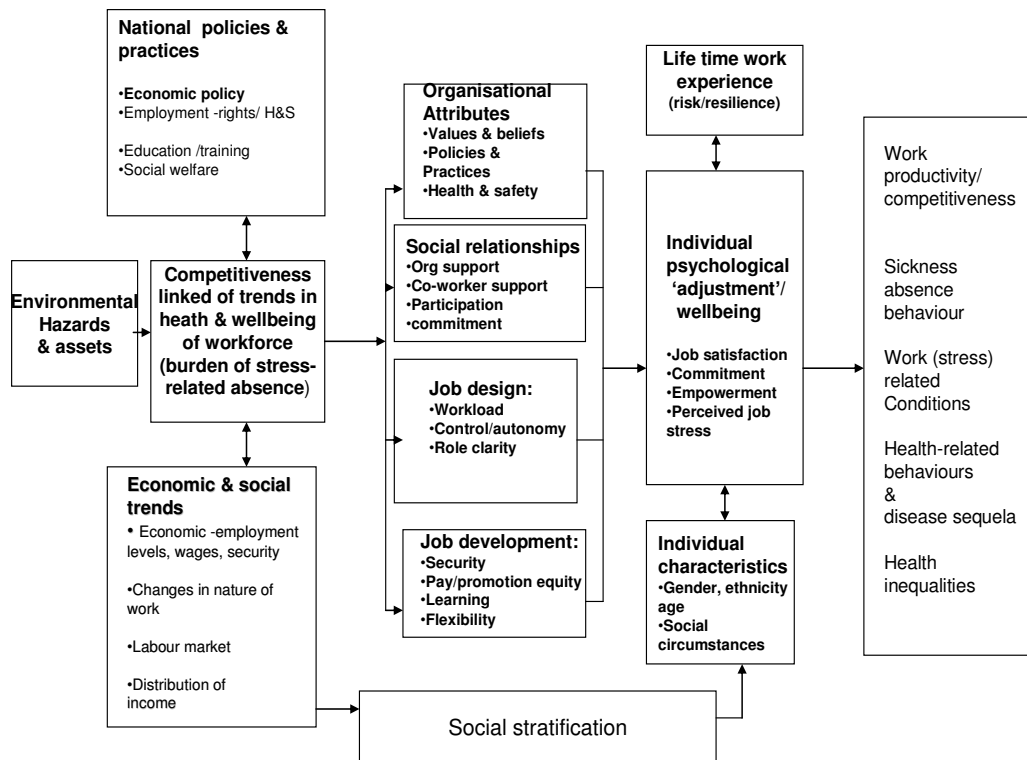 National policies &
practices
•Economic policy
•Employment -rights/ H&S
•Education /training
•Social welfare
Environmental
Hazards
& assets
Competitiveness
linked of trends in
heath & wellbeing
of workforce
(burden of stress-
related absence)
Economic & social
trends
• Economic -employment
levels, wages, security
•Changes in nature of
work
•Labour market
•Distribution of
income
Organisational
Attributes
•Values & beliefs
•Policies &
Practices
•Health & safety
Social relationships
•Org support
•Co-worker support
•Participation
•commitment
Job design:
•Workload
•Control/autonomy
•Role clarity
Job development:
•Security
•Pay/promotion equity
•Learning
•Flexibility
Social stratification
Life time work
experience
(risk/resilience)
Individual
psychological
‘adjustment’/
wellbeing
•Job satisfaction
•Commitment
•Empowerment
•Perceived job
stress
Individual
characteristics
•Gender, ethnicity
age
•Social
circumstances
Work
productivity/
competitiveness
Sickness
absence
behaviour
Work (stress)
related
Conditions
Health-related
behaviours
&
disease sequela
Health
inequalities